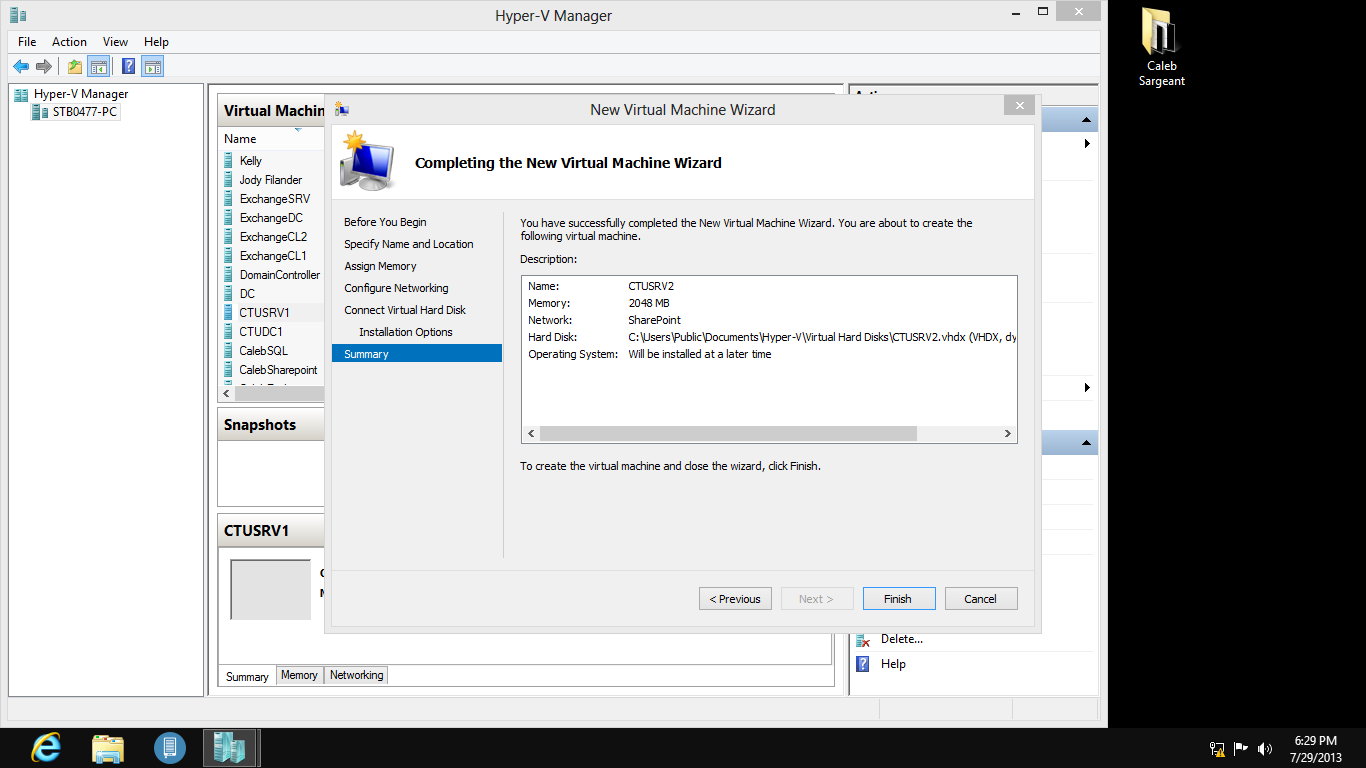 Hyper-V Manager
File Action View Help
Hyper-V Manager
STB0477-PC
Virtual Machin
Name
Kelly
Jody Filander
ExchangeSRV
ExchangeDC
ExchangeCL2
ExchangeCL1
DomainController
DC
CTUSRV1
CTUDC1
CalebSQL
CalebSharepoint
Snapshots
CTUSRV1
Summary Memory Networking
New Virtual Machine Wizard
Completing the New Virtual Machine Wizard
Before You Begin
Specify Name and Location
Assign Memory
Configure Networking
Connect Virtual Hard Disk
Installation Options
Summary
You have successfully completed the New Virtual Machine Wizard. You are about to create the
following virtual machine.
Description:
Name: CTUSRV2
Memory: 2048 MB
Network: SharePoint
Hard Disk: C:\Users\Public\Documents\Hyper-V\Virtual Hard Disks\CTUSRV2.vhdx (VHDX, dy
Operating System: Will be installed at a later time
To create the virtual machine and close the wizard, click Finish.
< Previous Next > Finish Cancel
Delete...
Help
Caleb
Sargeant
6:29 PM
7/29/2013